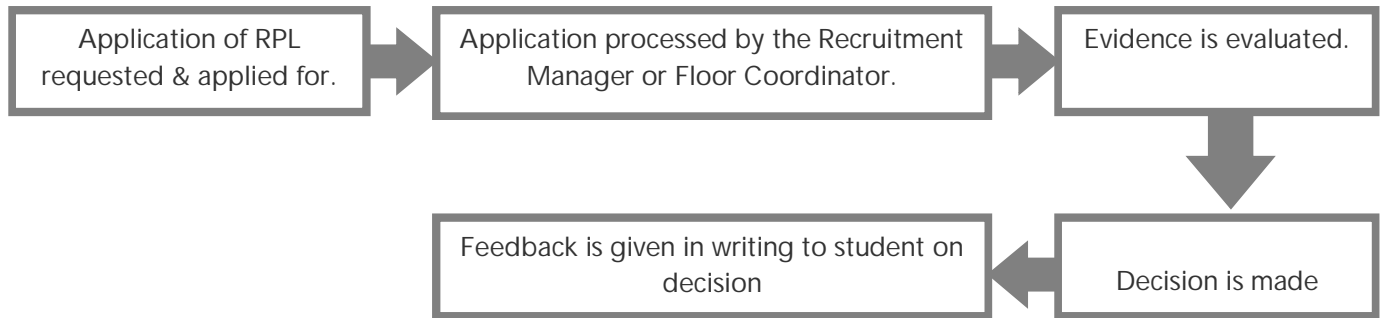 Application of RPL
requested & applied for.
Application processed by the Recruitment
Manager or Floor Coordinator.
Evidence is evaluated.
Decision is made
Feedback is given in writing to student on
decision